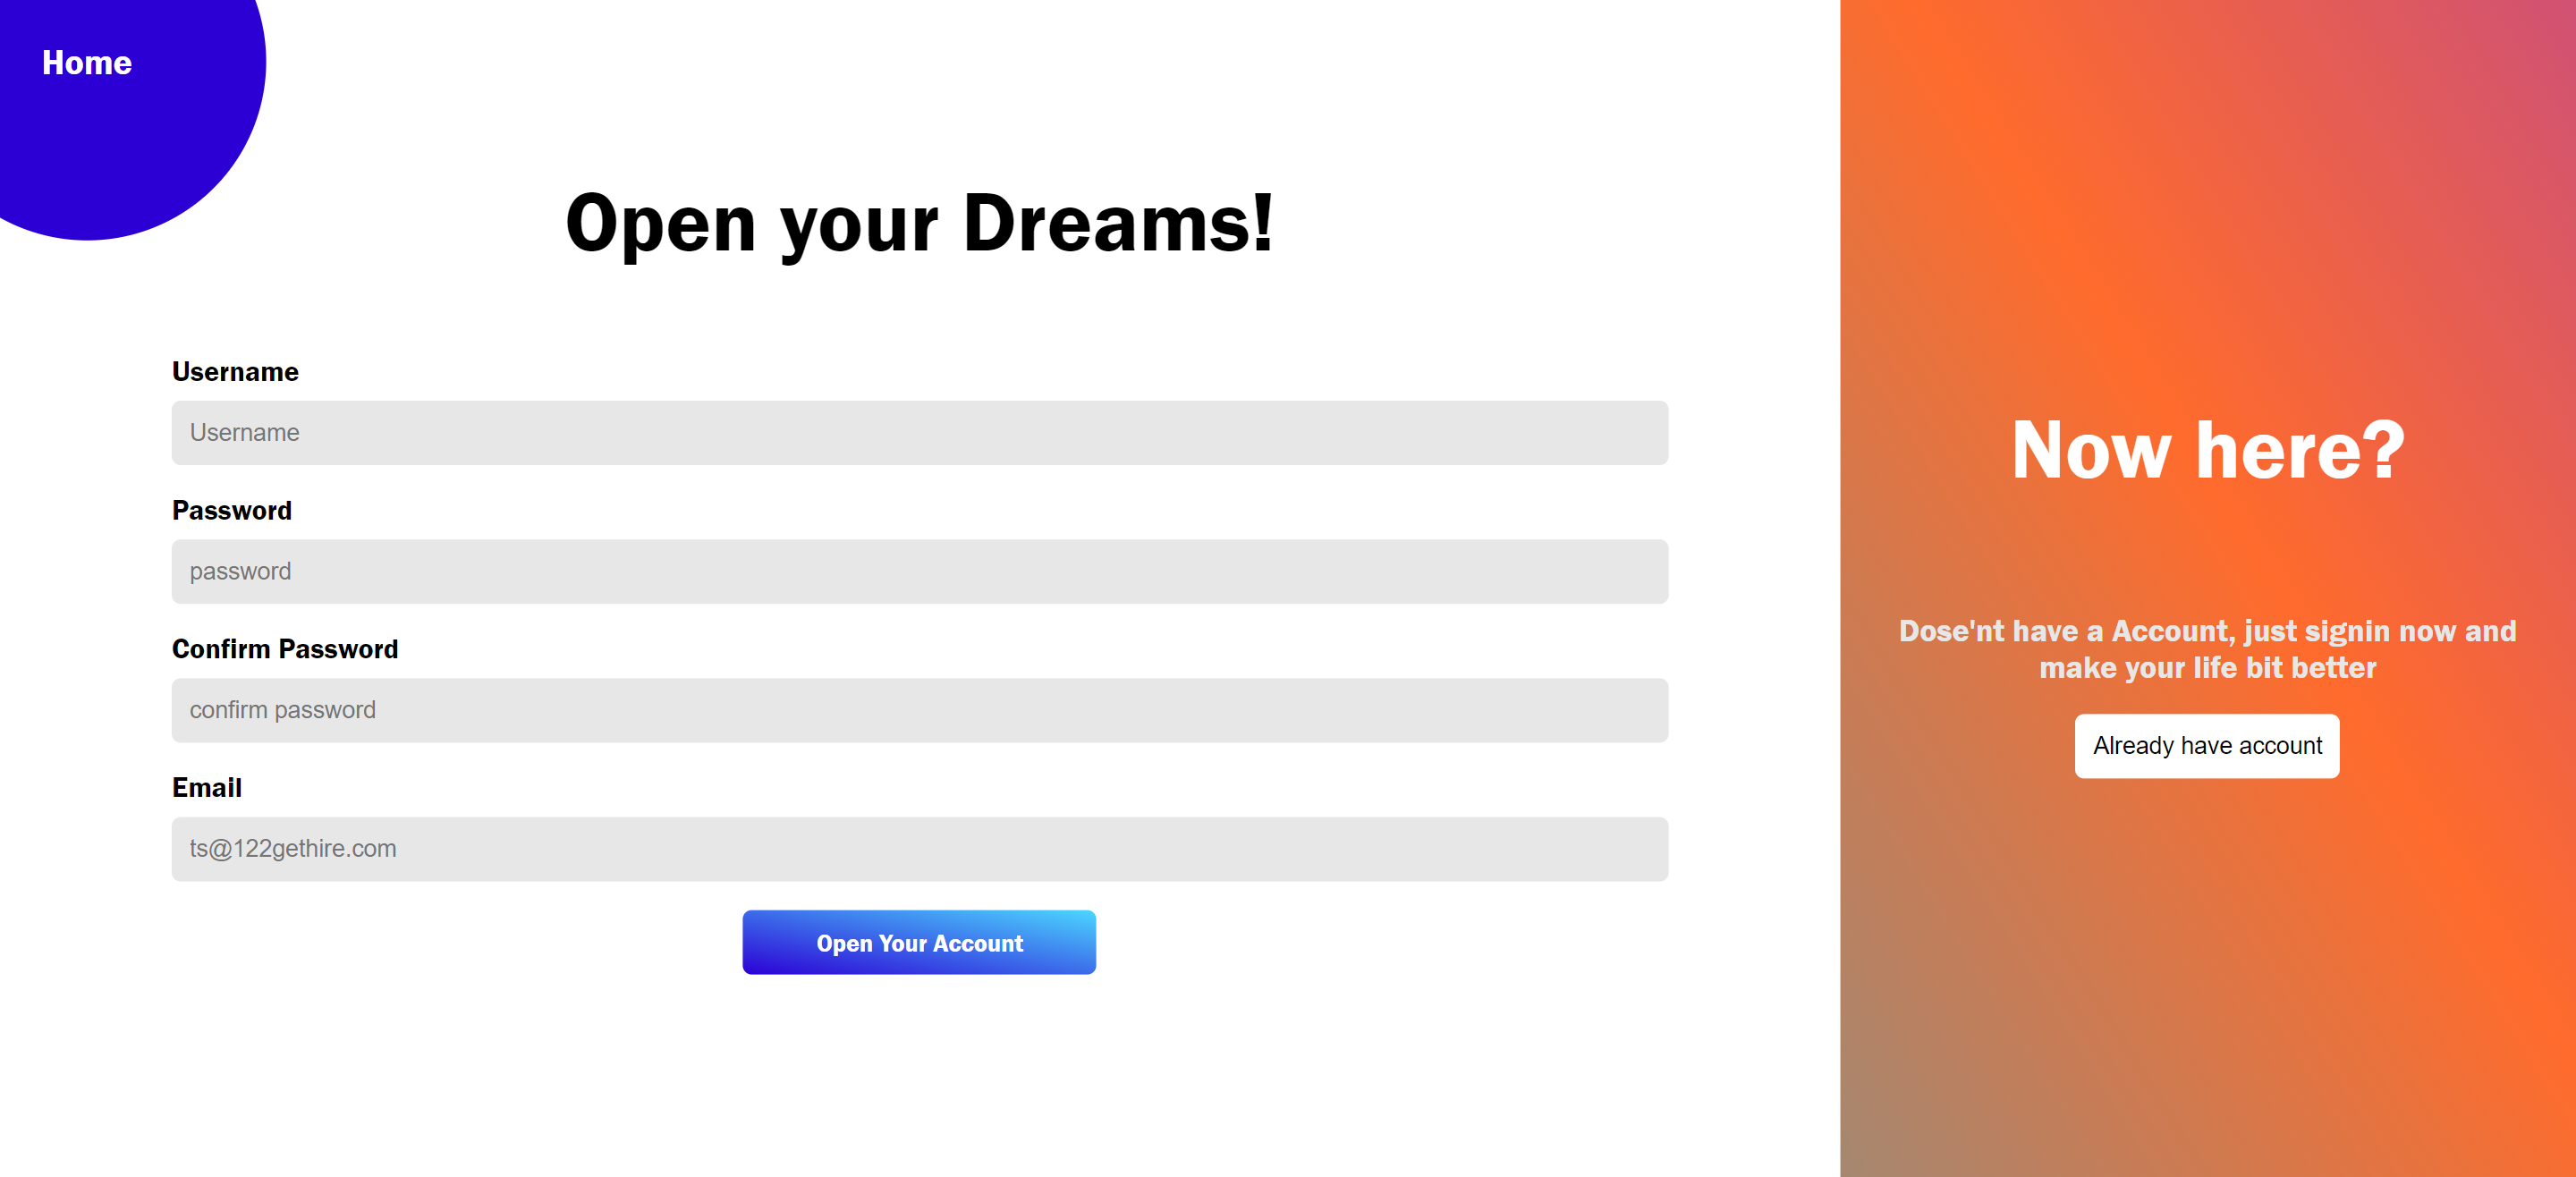 Home
Open your Dreams!
Username
Username
Password
password
Confirm Password
confirm password
Email
ts@122gethire.com
Open Your Account
Now here?
Dose'nt have a Account, just signin now and
make your life bit better
Already have account